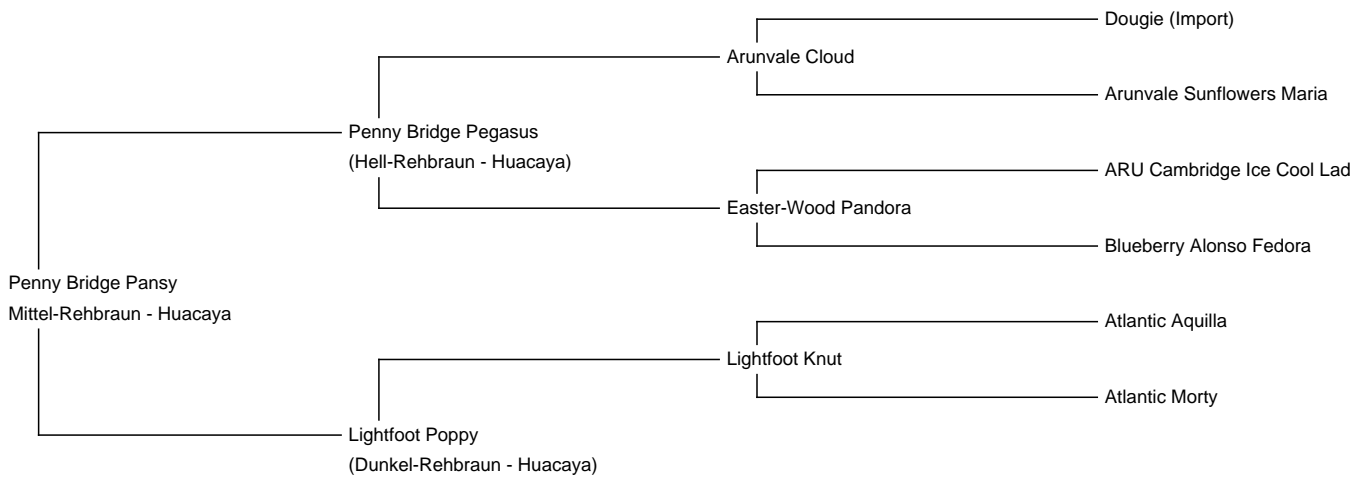 Dougie (Import)
Arunvale Cloud
Arunvale Sunflowers Maria
Penny Bridge Pegasus
(Hell-Rehbraun - Huacaya)
ARU Cambridge Ice Cool Lad
Easter-Wood Pandora
Blueberry Alonso Fedora
Penny Bridge Pansy
Mittel-Rehbraun - Huacaya
Atlantic Aquilla
Lightfoot Knut
Atlantic Morty
Lightfoot Poppy
(Dunkel-Rehbraun - Huacaya)